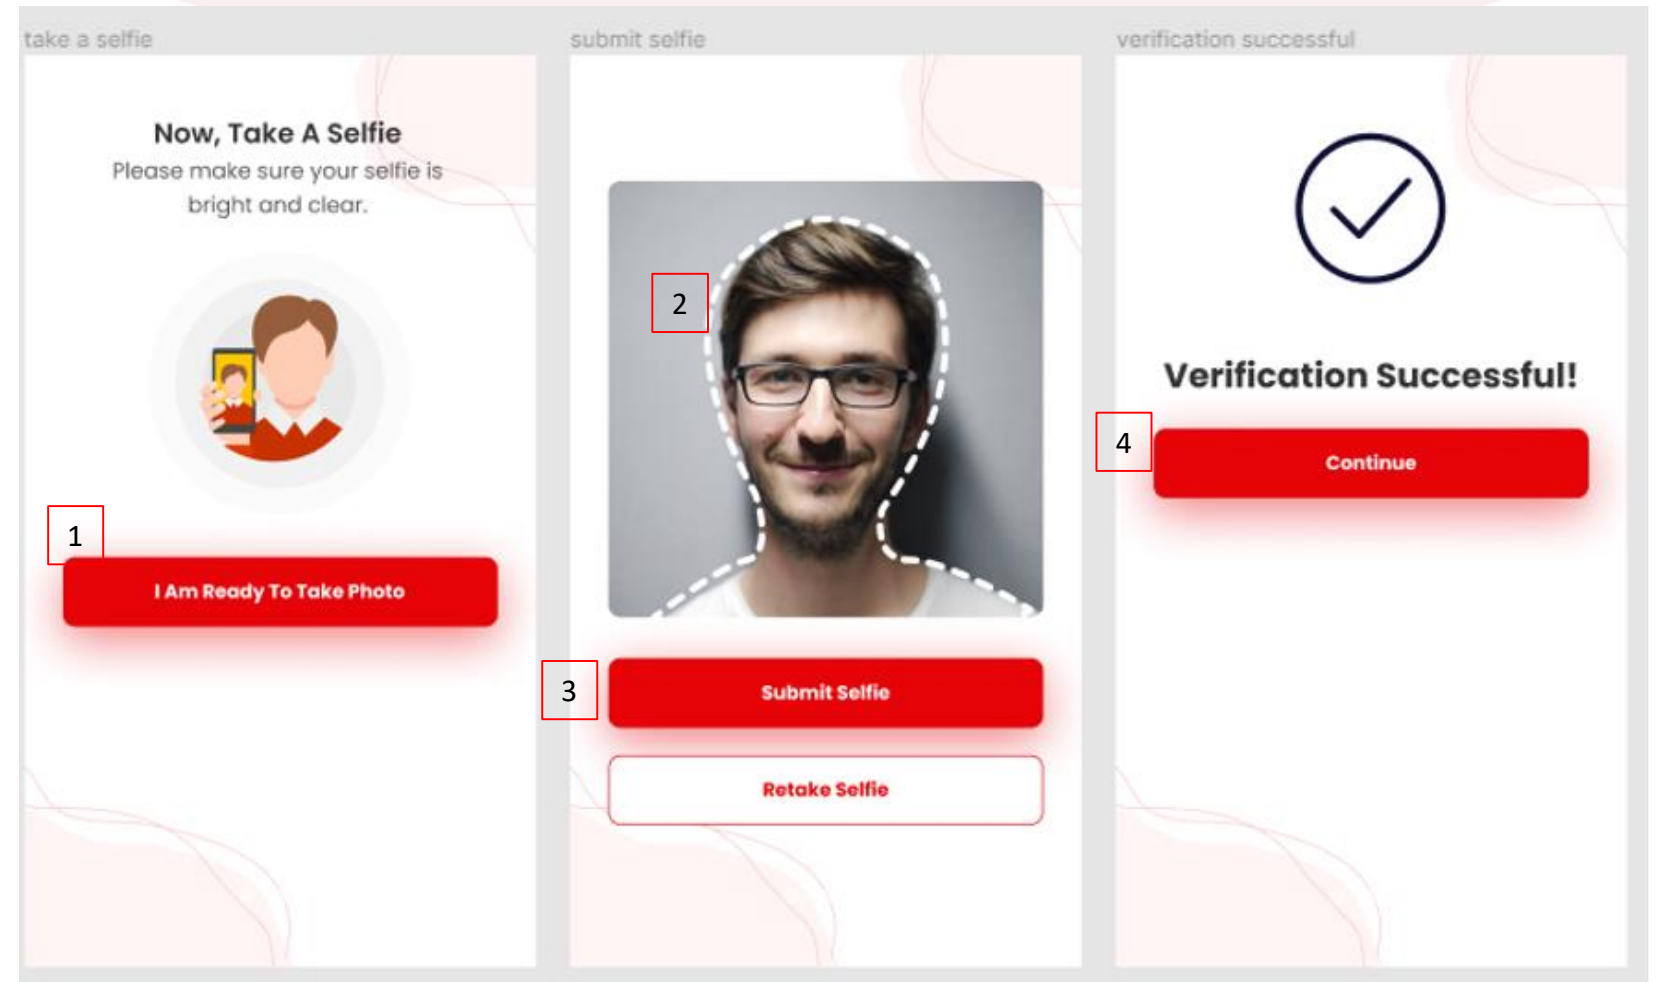 take a selfie
Now, Take A Selfie
Please make sure your selfie is
bright and clear.
1
I Am Ready To Take Photo
submit selfie
2
3
Submit Selfie
Retake Selfie
verification successful
Verification Successful!
4
Continue